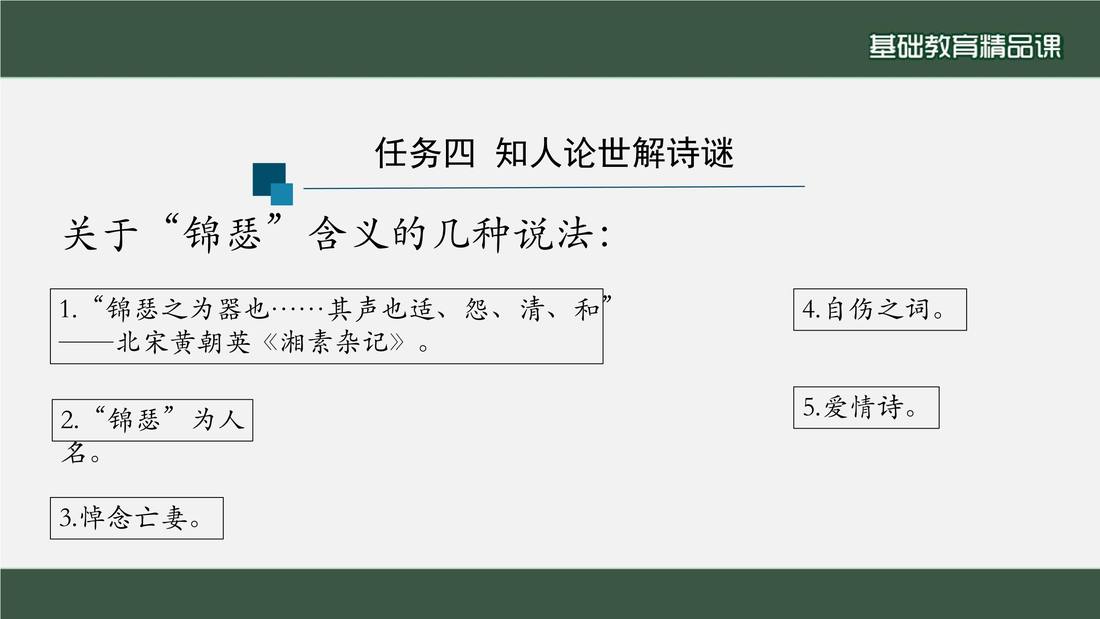 基础教育精品课
任务四 知人论世解诗谜
关于“锦瑟”含义的几种说法：
1.“锦瑟之为器也……其声也适、怨、清、和”
——北宋黄朝英《湘素杂记》。
2.“锦瑟”为人
名。
3.悼念亡妻。
4.自伤之词。
5.爱情诗。